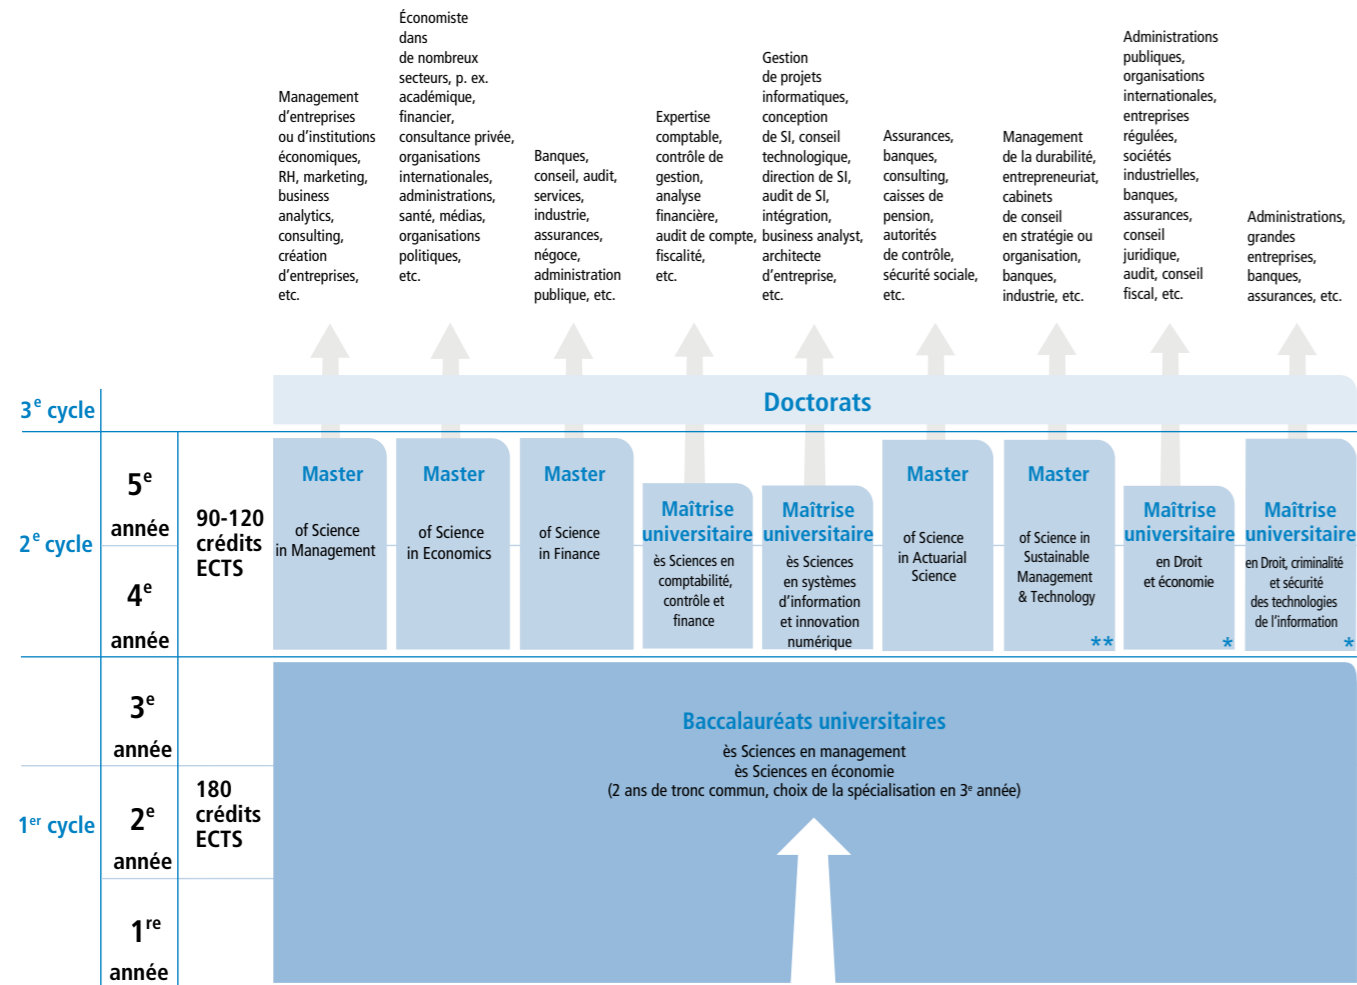 Management
d’entreprises
ou d’institutions
économiques,
RH, marketing,
business
analytics,
consulting,
création
d’entreprises,
etc.
Économiste
dans
de nombreux
secteurs, p. ex.
académique,
financier,
consultance privée,
organisations
internationales,
administrations,
santé, médias,
organisations
politiques,
etc.
Banques,
conseil, audit,
services,
industrie,
assurances,
négoce,
administration
publique, etc.
Expertise
comptable,
contrôle de
gestion,
analyse
financière,
audit de compte,
fiscalité,
etc.
Gestion
de projets
informatiques,
conception
de SI, conseil
technologique,
direction de SI,
audit de SI,
intégration,
business analyst,
architecte
d’entreprise,
etc.
Assurances,
banques,
consulting,
caisses de
pension,
autorités
de contrôle,
sécurité sociale,
etc.
Management
de la durabilité,
entrepreneuriat,
cabinets
de conseil
en stratégie ou
organisation,
banques,
industrie, etc.
Administrations
publiques,
organisations
internationales,
entreprises
régulées,
sociétés
industrielles,
banques,
assurances,
conseil
juridique,
audit, conseil
fiscal, etc.
Administrations,
grandes
entreprises,
banques,
assurances, etc.
3e cycle
Doctorats
2e cycle
5e
année
4e
année
90-120
crédits
ECTS
Master
of Science
in Management
Master
of Science
in Economics
Master
of Science
in Finance
Maîtrise
universitaire
ès Sciences en
comptabilité,
contrôle et
finance
Maîtrise
universitaire
ès Sciences
en systèmes
d’information
et innovation
numérique
Master
of Science
in Actuarial
Science
Master
of Science in
Sustainable
Management
& Technology
**
Maîtrise
universitaire
en Droit
et économie
*
Maîtrise
universitaire
en Droit, criminalité
et sécurité
des technologies
de l’information
*
1er cycle
3e
année
2e
année
1re
année
180
crédits
ECTS
Baccalauréats universitaires
ès Sciences en management
ès Sciences en économie
(2 ans de tronc commun, choix de la spécialisation en 3e année)